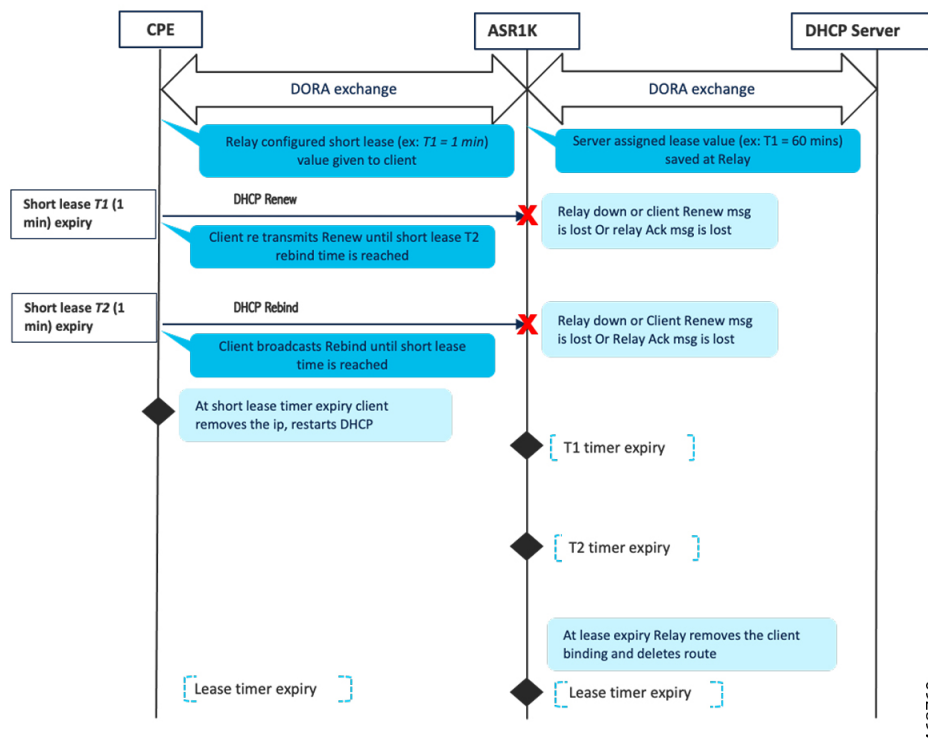 CPE
ASR1K
DHCP Server
DORA exchange
DORA exchange
Relay configured short lease (ex: T1 = 1 min)
value given to client
Server assigned lease value (ex: T1 = 60 mins)
saved at Relay
Short lease T1 (1
min) expiry
DHCP Renew
Relay down or client Renew msg
is lost Or relay Ack msg is lost
Client re transmits Renew until short lease T2
rebind time is reached
Short lease T2 (1
min) expiry
DHCP Rebind
Relay down or Client Renew msg
is lost Or Relay Ack msg is lost
Client broadcasts Rebind until short lease
time is reached
At short lease timer expiry client
removes the ip, restarts DHCP
T1 timer expiry
T2 timer expiry
At lease expiry Relay removes the client
binding and deletes route
Lease timer expiry
Lease timer expiry